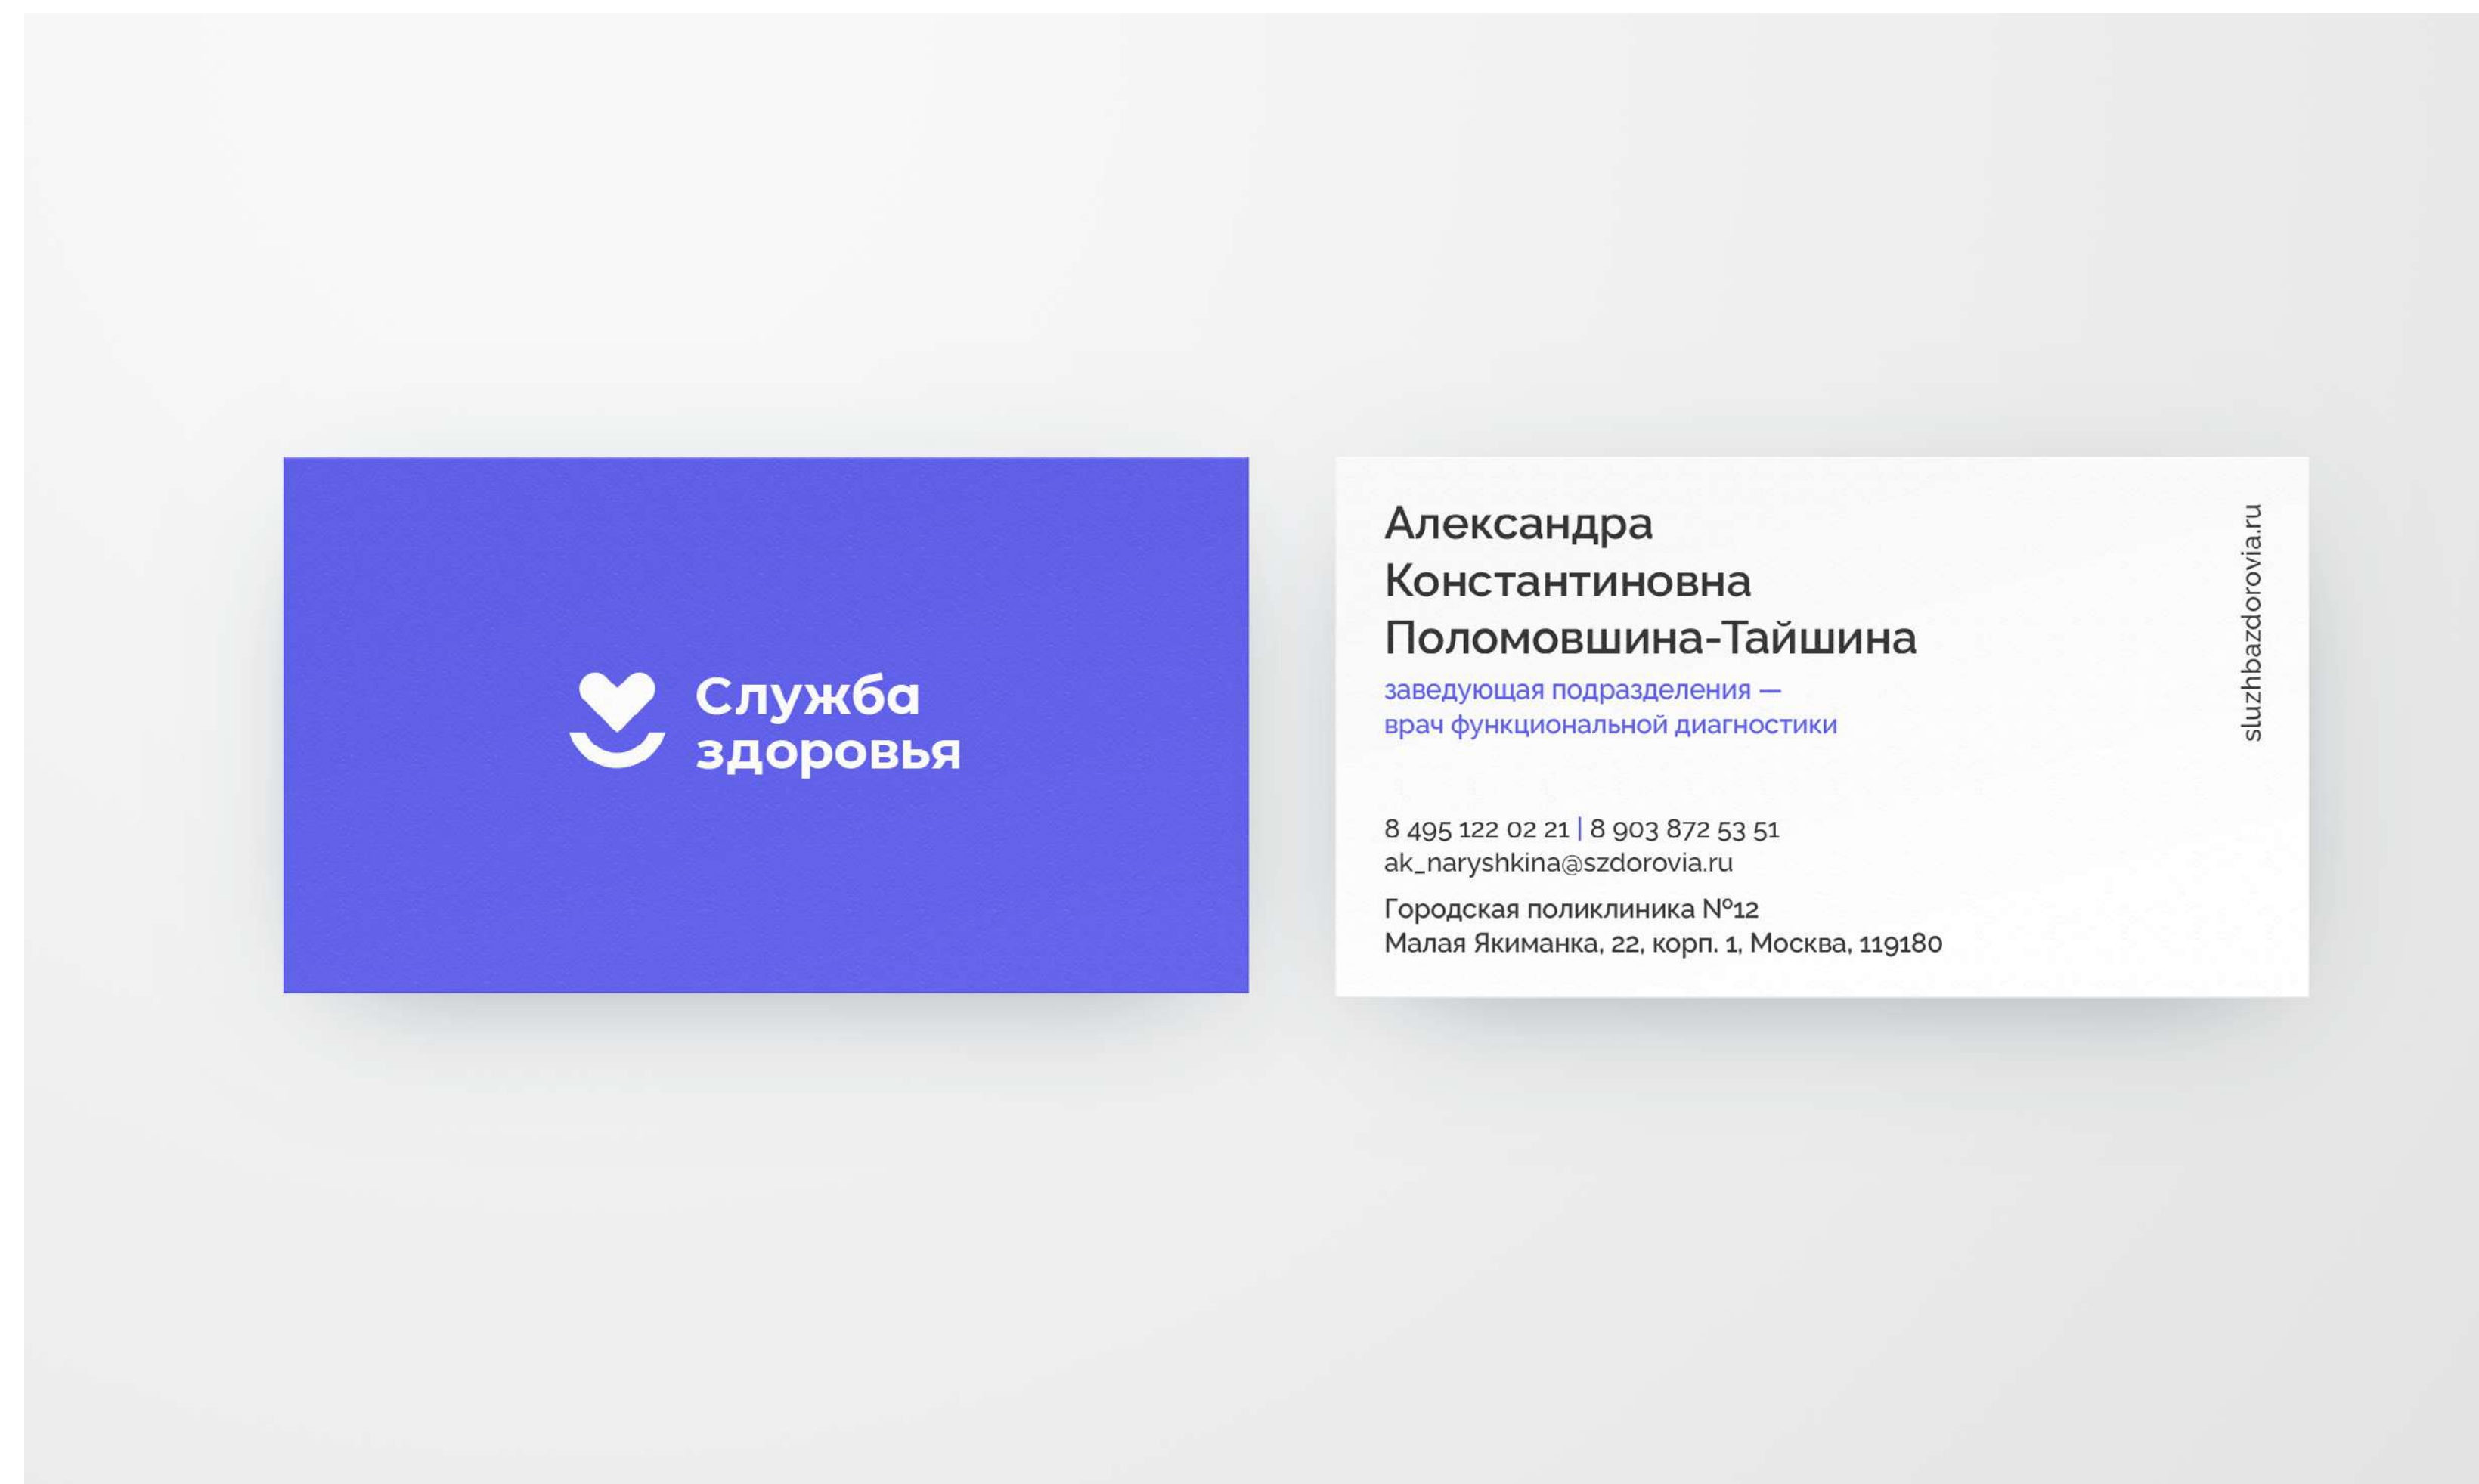 Служба
здоровья
Александра
Константиновна
Поломовшина-Тайшина
заведующая подразделения —
врач функциональной диагностики
8 495 122 02 21 | 8 903 872 53 51
ak_naryshkina@szdorovia.ru
Городская поликлиника №12
Малая Якиманка, 22, корп. 1, Москва, 119180
sluzhbazdorovia.ru